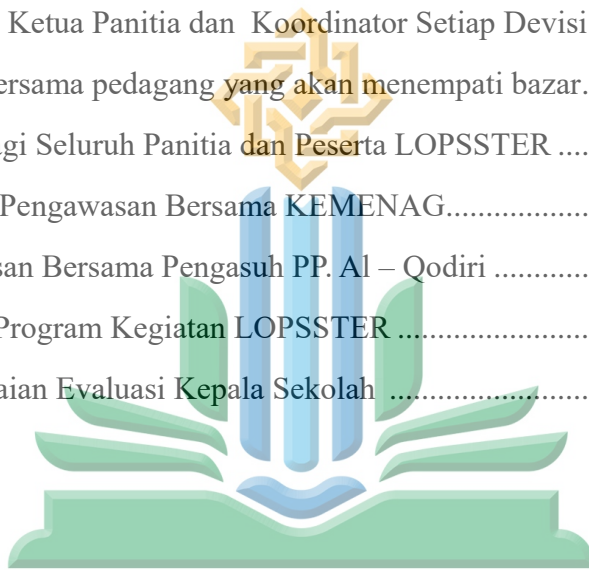 Ketua Panitia dan Koordinator Setiap Devisi
ersama pedagang yang akan menempati bazar.
agi Seluruh Panitia dan Peserta LOPSSTER ....
Pengawasan Bersama KEMENAG..................
san Bersama Pengasuh PP. Al – Qodiri ............
Program Kegiatan LOPSSTER ........................
aian Evaluasi Kepala Sekolah .........................